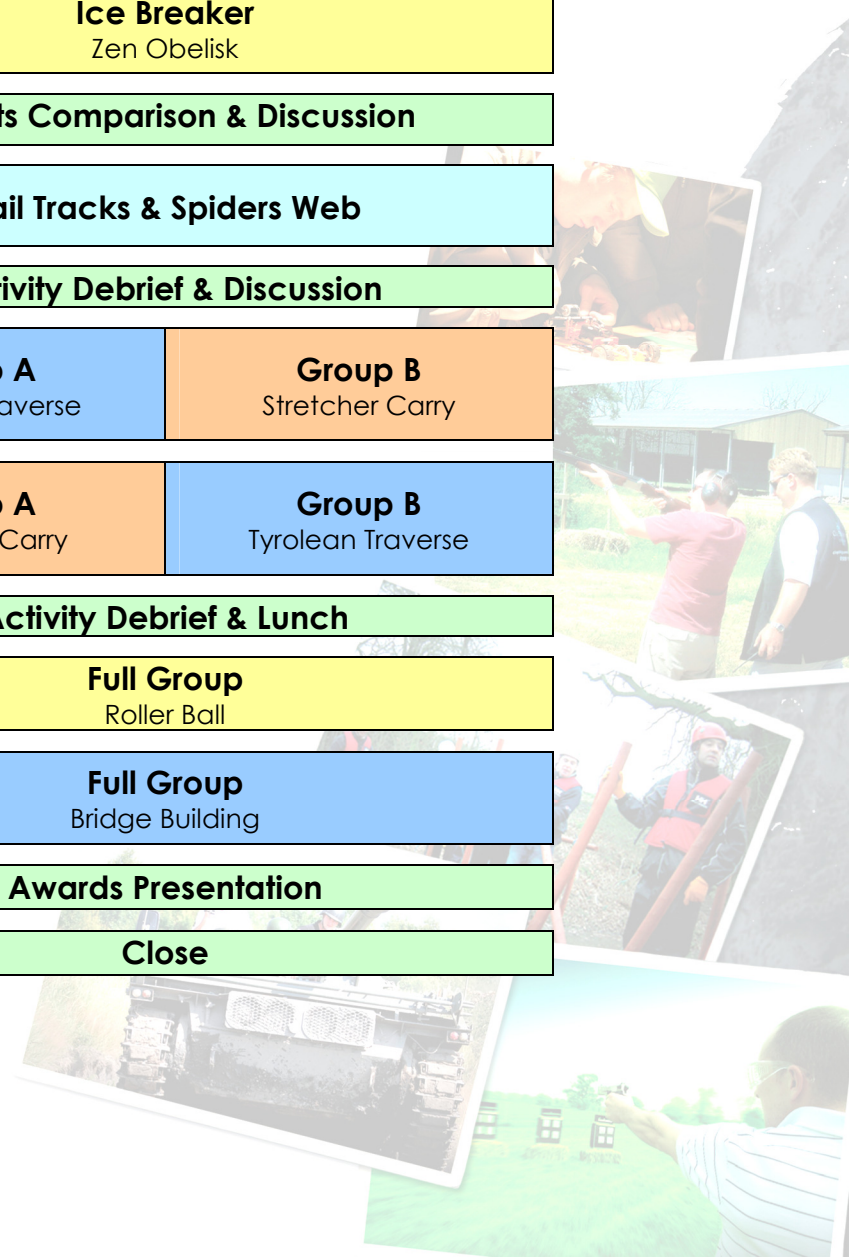 Ice Breaker
Zen Obelisk
ts Comparison & Discussion
ail Tracks & Spiders Web
tivity Debrief & Discussion
A
averse
Group B
Stretcher Carry
A
Carry
Group B
Tyrolean Traverse
Activity Debrief & Lunch
Full Group
Roller Ball
Full Group
Bridge Building
Awards Presentation
Close